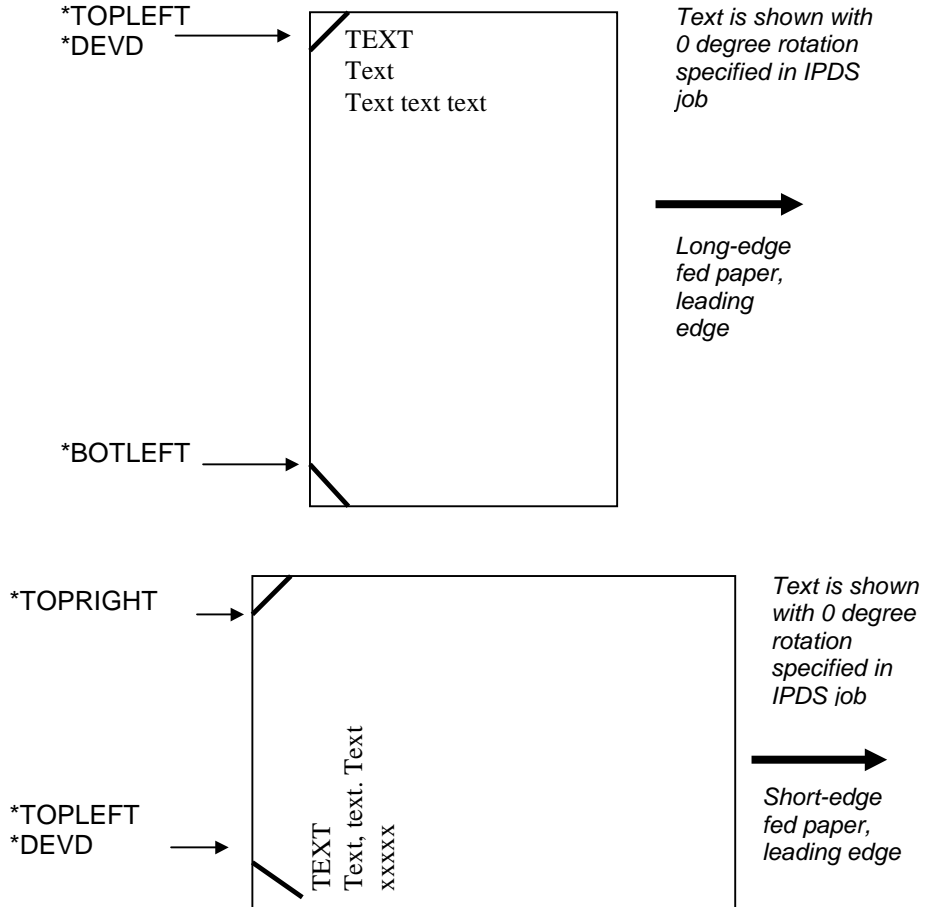 *TOPLEFT
*DEVD
TEXT
Text
Text text text
Text is shown with
0 degree rotation
specified in IPDS
job
Long-edge
fed paper,
leading
edge
*BOTLEFT
*TOPRIGHT
Text is shown
with 0 degree
rotation
specified in
IPDS job
*TOPLEFT
*DEVD
TEXT
Text, text. Text
xxxxx
Short-edge
fed paper,
leading edge